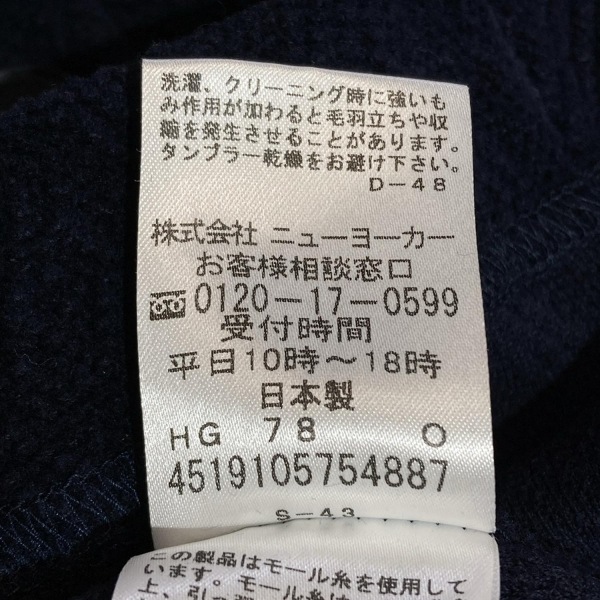 洗濯、クリーニング時に強いも
み作用が加わると毛羽立ちや収
縮を発生させることがあります。
タンブラー乾燥をお避け下さい。
D-48
株式会社 ニューヨーカー
お客様相談窓口
0120-17-0599
受付時間
平日10時〜18時
日本製
HG 78 O
4519105754887
S-43
この製品はモール糸を使用して
います。モール糸は
上、引っ